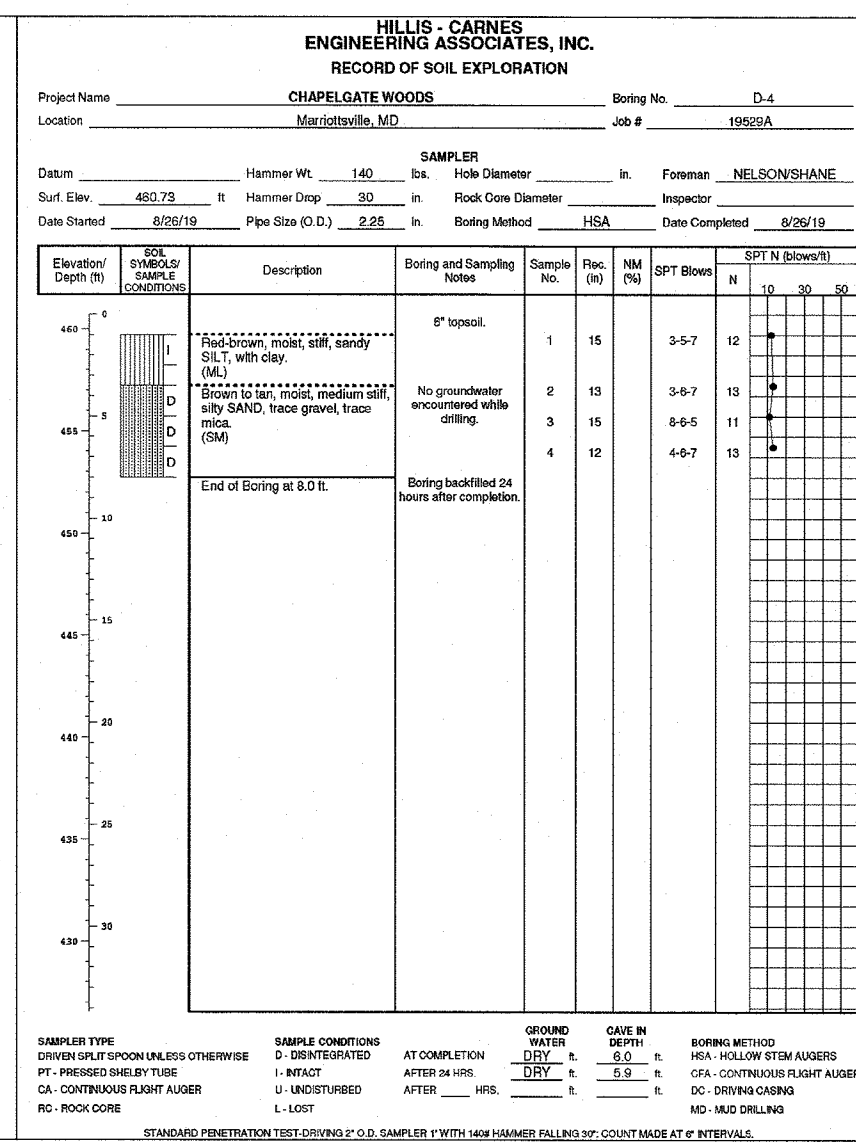 HILLIS - CARNES
ENGINEERING ASSOCIATES, INC.
RECORD OF SOIL EXPLORATION
Project Name CHAPELGATE WOODS Boring No. D-4
Location Marriottsville, MD Job # 19529A
SAMPLER
Datum Hammer Wt. 140 lbs. Hole Diameter in. Foreman NELSON/SHANE
Surf. Elev. 460.73 ft Hammer Drop 30 in. Rock Core Diameter Inspector
Date Started 8/26/19 Pipe Size (O.D.) 2.25 in. Boring Method HSA Date Completed 8/26/19
Elevation/ Depth (ft) SOIL SYMBOLS/ SAMPLE CONDITIONS Description Boring and Sampling Notes Sample No. Rec. (in) NM (%) SPT Blows SPT N (blows/ft)
N 10 30 50
0
460 6" topsoil.
I Red-brown, moist, stiff, sandy 1 15 3-5-7 12
SILT, with clay.
(ML)
D Brown to tan, moist, medium stiff, No groundwater 2 13 3-6-7 13
5 silty SAND, trace gravel, trace encountered while
455 D mica. drilling. 3 15 8-6-5 11
(SM)
D 4 12 4-6-7 13
End of Boring at 8.0 ft. Boring backfilled 24
hours after completion.
10
450
15
445
20
440
25
435
30
430
GROUND WATER CAVE IN DEPTH
SAMPLER TYPE SAMPLE CONDITIONS BORING METHOD
DRIVEN SPLIT SPOON UNLESS OTHERWISE D - DISINTEGRATED AT COMPLETION DRY ft. 6.0 ft. HSA - HOLLOW STEM AUGERS
PT - PRESSED SHELBY TUBE I - INTACT AFTER 24 HRS. DRY ft. 5.9 ft. CFA - CONTINUOUS FLIGHT AUGER
CA - CONTINUOUS FLIGHT AUGER U - UNDISTURBED AFTER HRS. ft. ft. DC - DRIVING CASING
RC - ROCK CORE L - LOST MD - MUD DRILLING
STANDARD PENETRATION TEST-DRIVING 2" O.D. SAMPLER 1' WITH 140# HAMMER FALLING 30": COUNT MADE AT 6" INTERVALS.